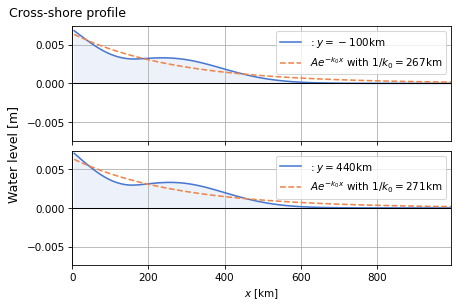 Cross-shore profile
Water level [m]
0.005
0.000
−0.005
: y = −100km
Ae^{−k₀x} with 1/k₀ = 267km
0.005
0.000
−0.005
: y = 440km
Ae^{−k₀x} with 1/k₀ = 271km
0 200 400 600 800
x [km]